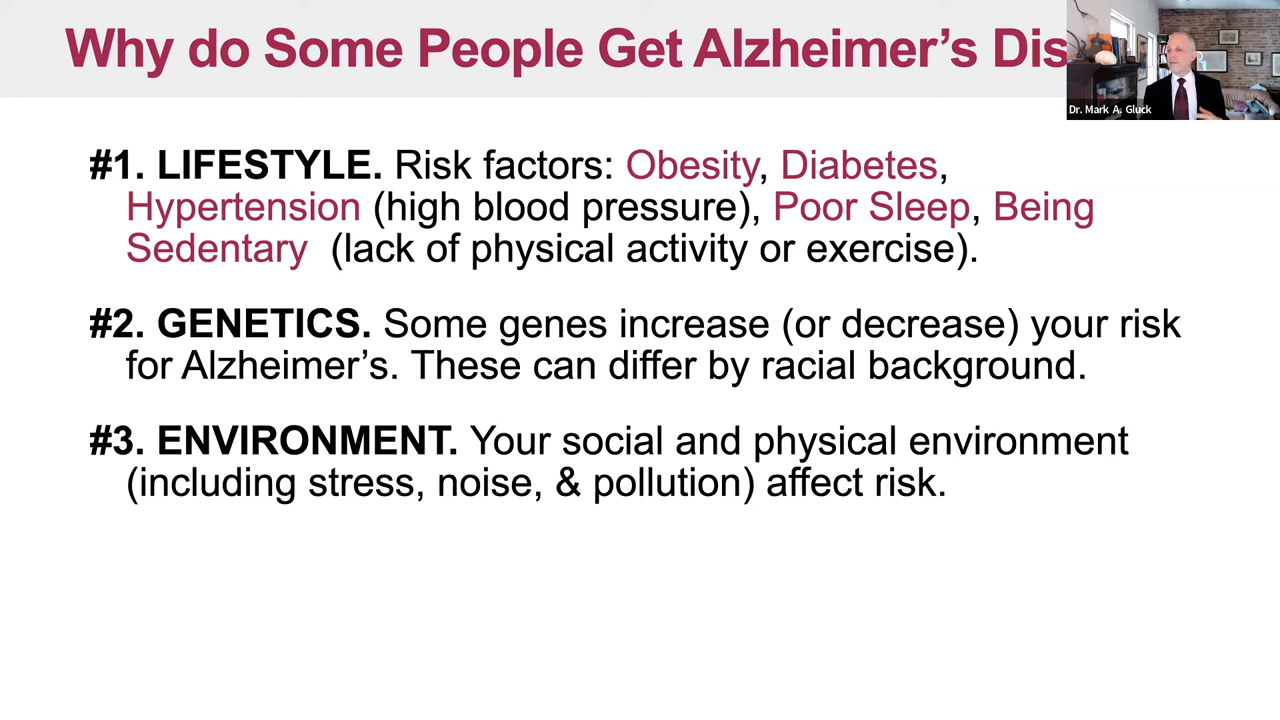 Why do Some People Get Alzheimer’s Dis
Dr. Mark A. Gluck
#1. LIFESTYLE. Risk factors: Obesity, Diabetes,
Hypertension (high blood pressure), Poor Sleep, Being
Sedentary (lack of physical activity or exercise).
#2. GENETICS. Some genes increase (or decrease) your risk
for Alzheimer’s. These can differ by racial background.
#3. ENVIRONMENT. Your social and physical environment
(including stress, noise, & pollution) affect risk.